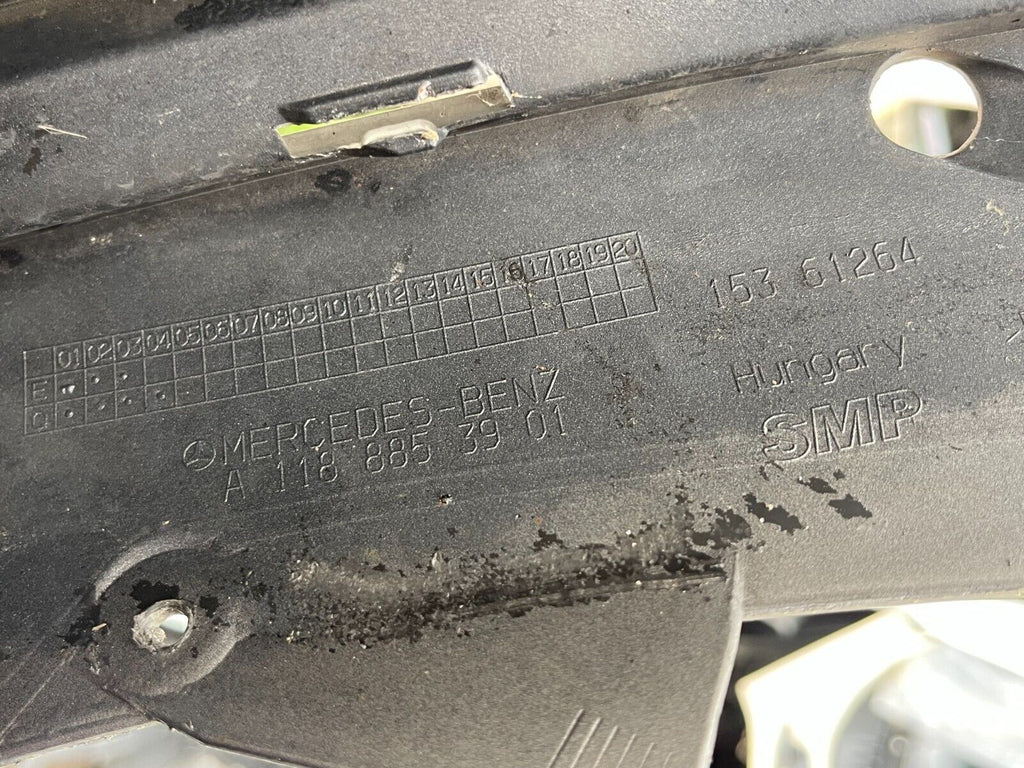 01 02 03 04 05 06 07 08 09 10 11 12 13 14 15 16 17 18 19 20
E
Q
MERCEDES-BENZ
A 118 885 39 01
153 61264
Hungary
SMP